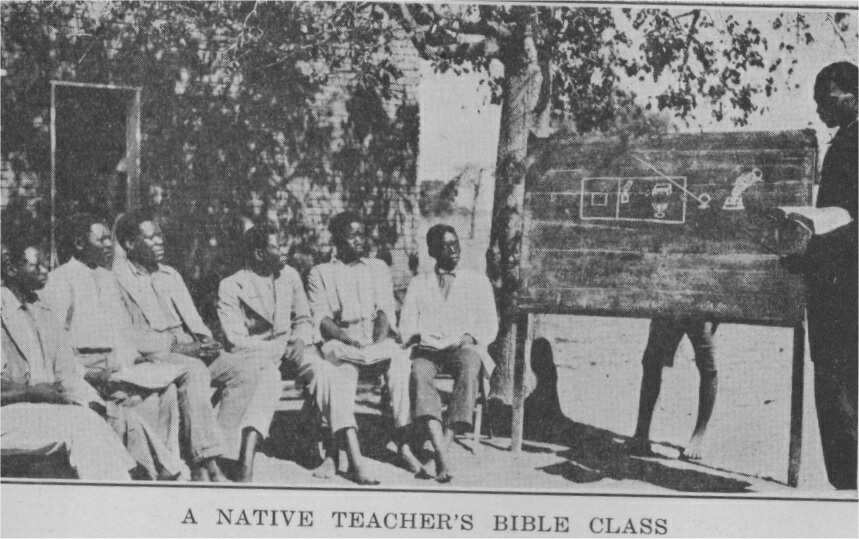 A NATIVE TEACHER'S BIBLE CLASS